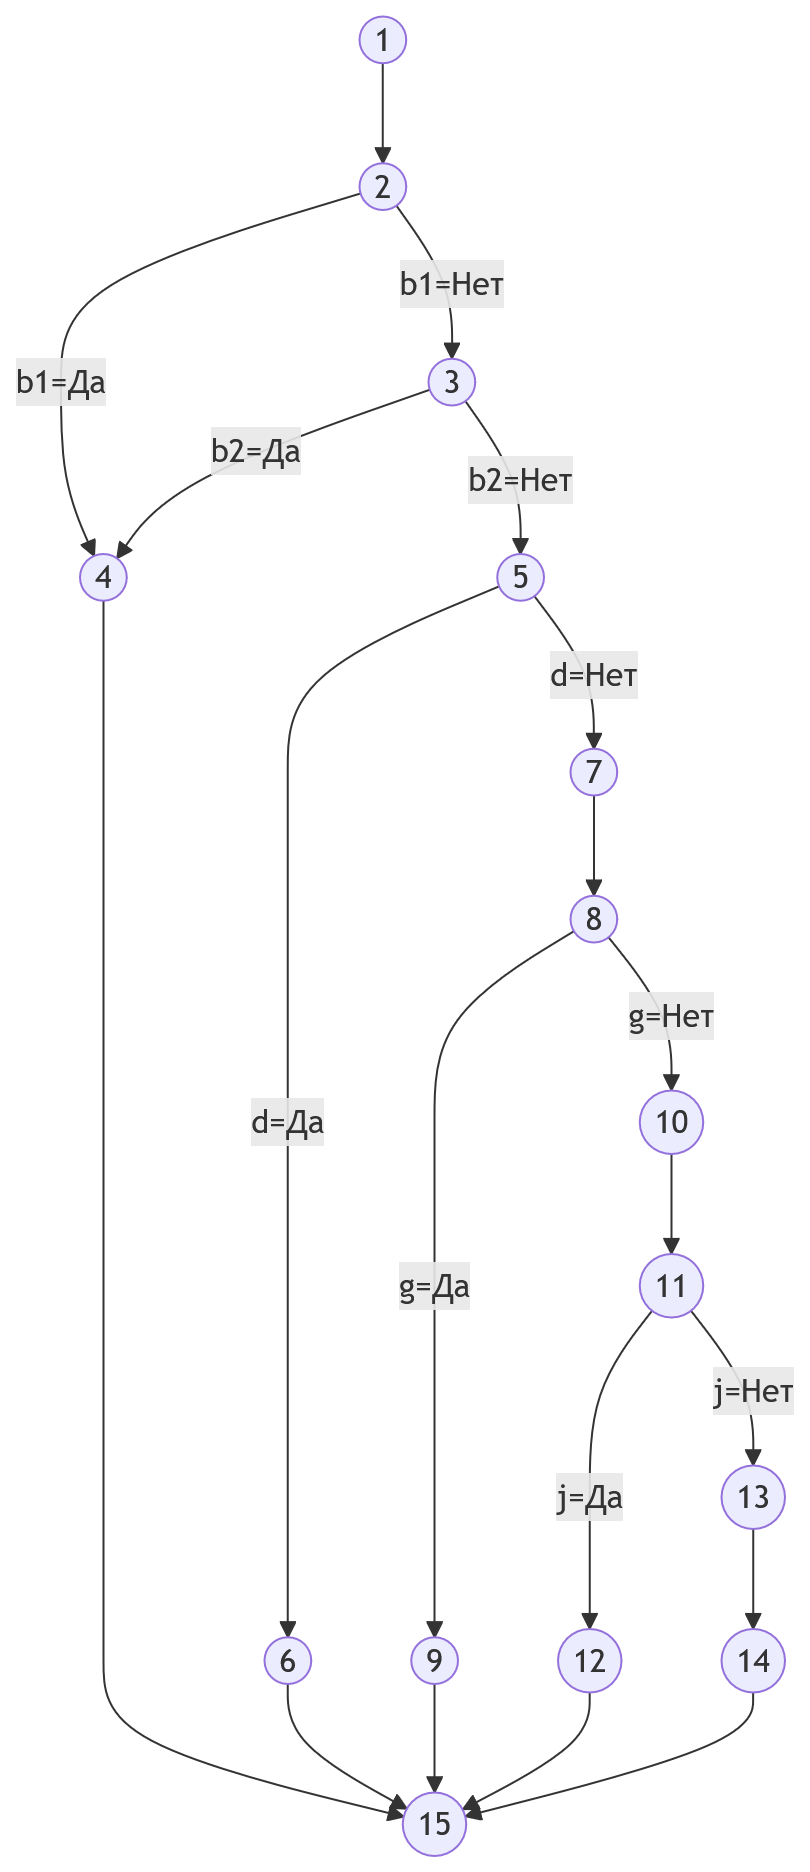 1
2
b1=Нет
b1=Да
3
b2=Да
b2=Нет
4
5
d=Нет
7
8
g=Нет
d=Да
10
g=Да
11
j=Нет
j=Да
13
6
9
12
14
15